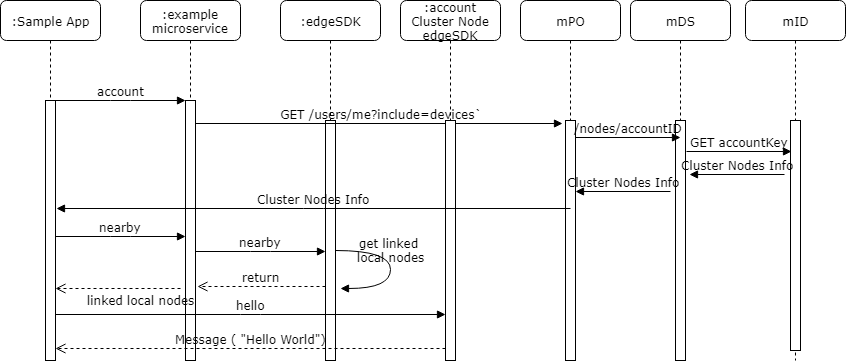 :Sample App
:example
microservice
:edgeSDK
:account
Cluster Node
edgeSDK
mPO
mDS
mID
account
GET /users/me?include=devices`
/nodes/accountID
GET accountKey
Cluster Nodes Info
Cluster Nodes Info
Cluster Nodes Info
nearby
nearby
get linked
local nodes
return
linked local nodes
hello
Message ( "Hello World")